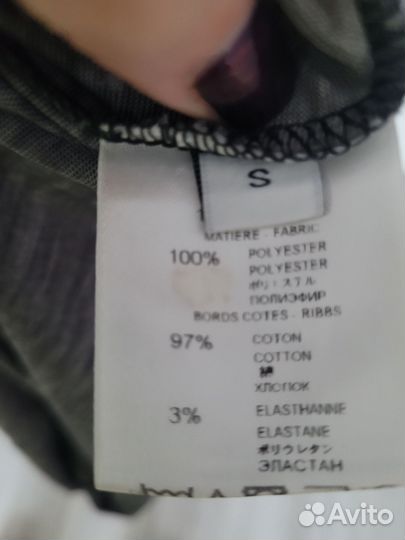 S
MATIERE - FABRIC
100% POLYESTER
POLYESTER
ポリ・ステル
ПОЛИЭФИР
BORDS COTES - RIBBS
97% COTON
COTTON
綿
ХЛОПОК
3% ELASTHANNE
ELASTANE
ポリウレタン
ЭЛАСТАН
Avito